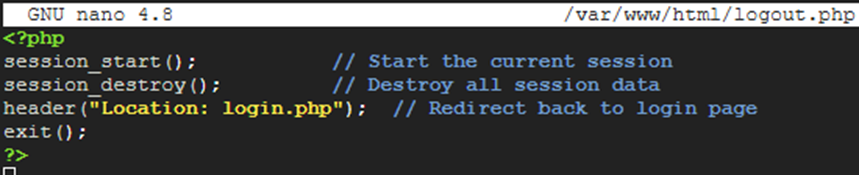 GNU nano 4.8 /var/www/html/logout.php
<?php
session_start(); // Start the current session
session_destroy(); // Destroy all session data
header("Location: login.php"); // Redirect back to login page
exit();
?>